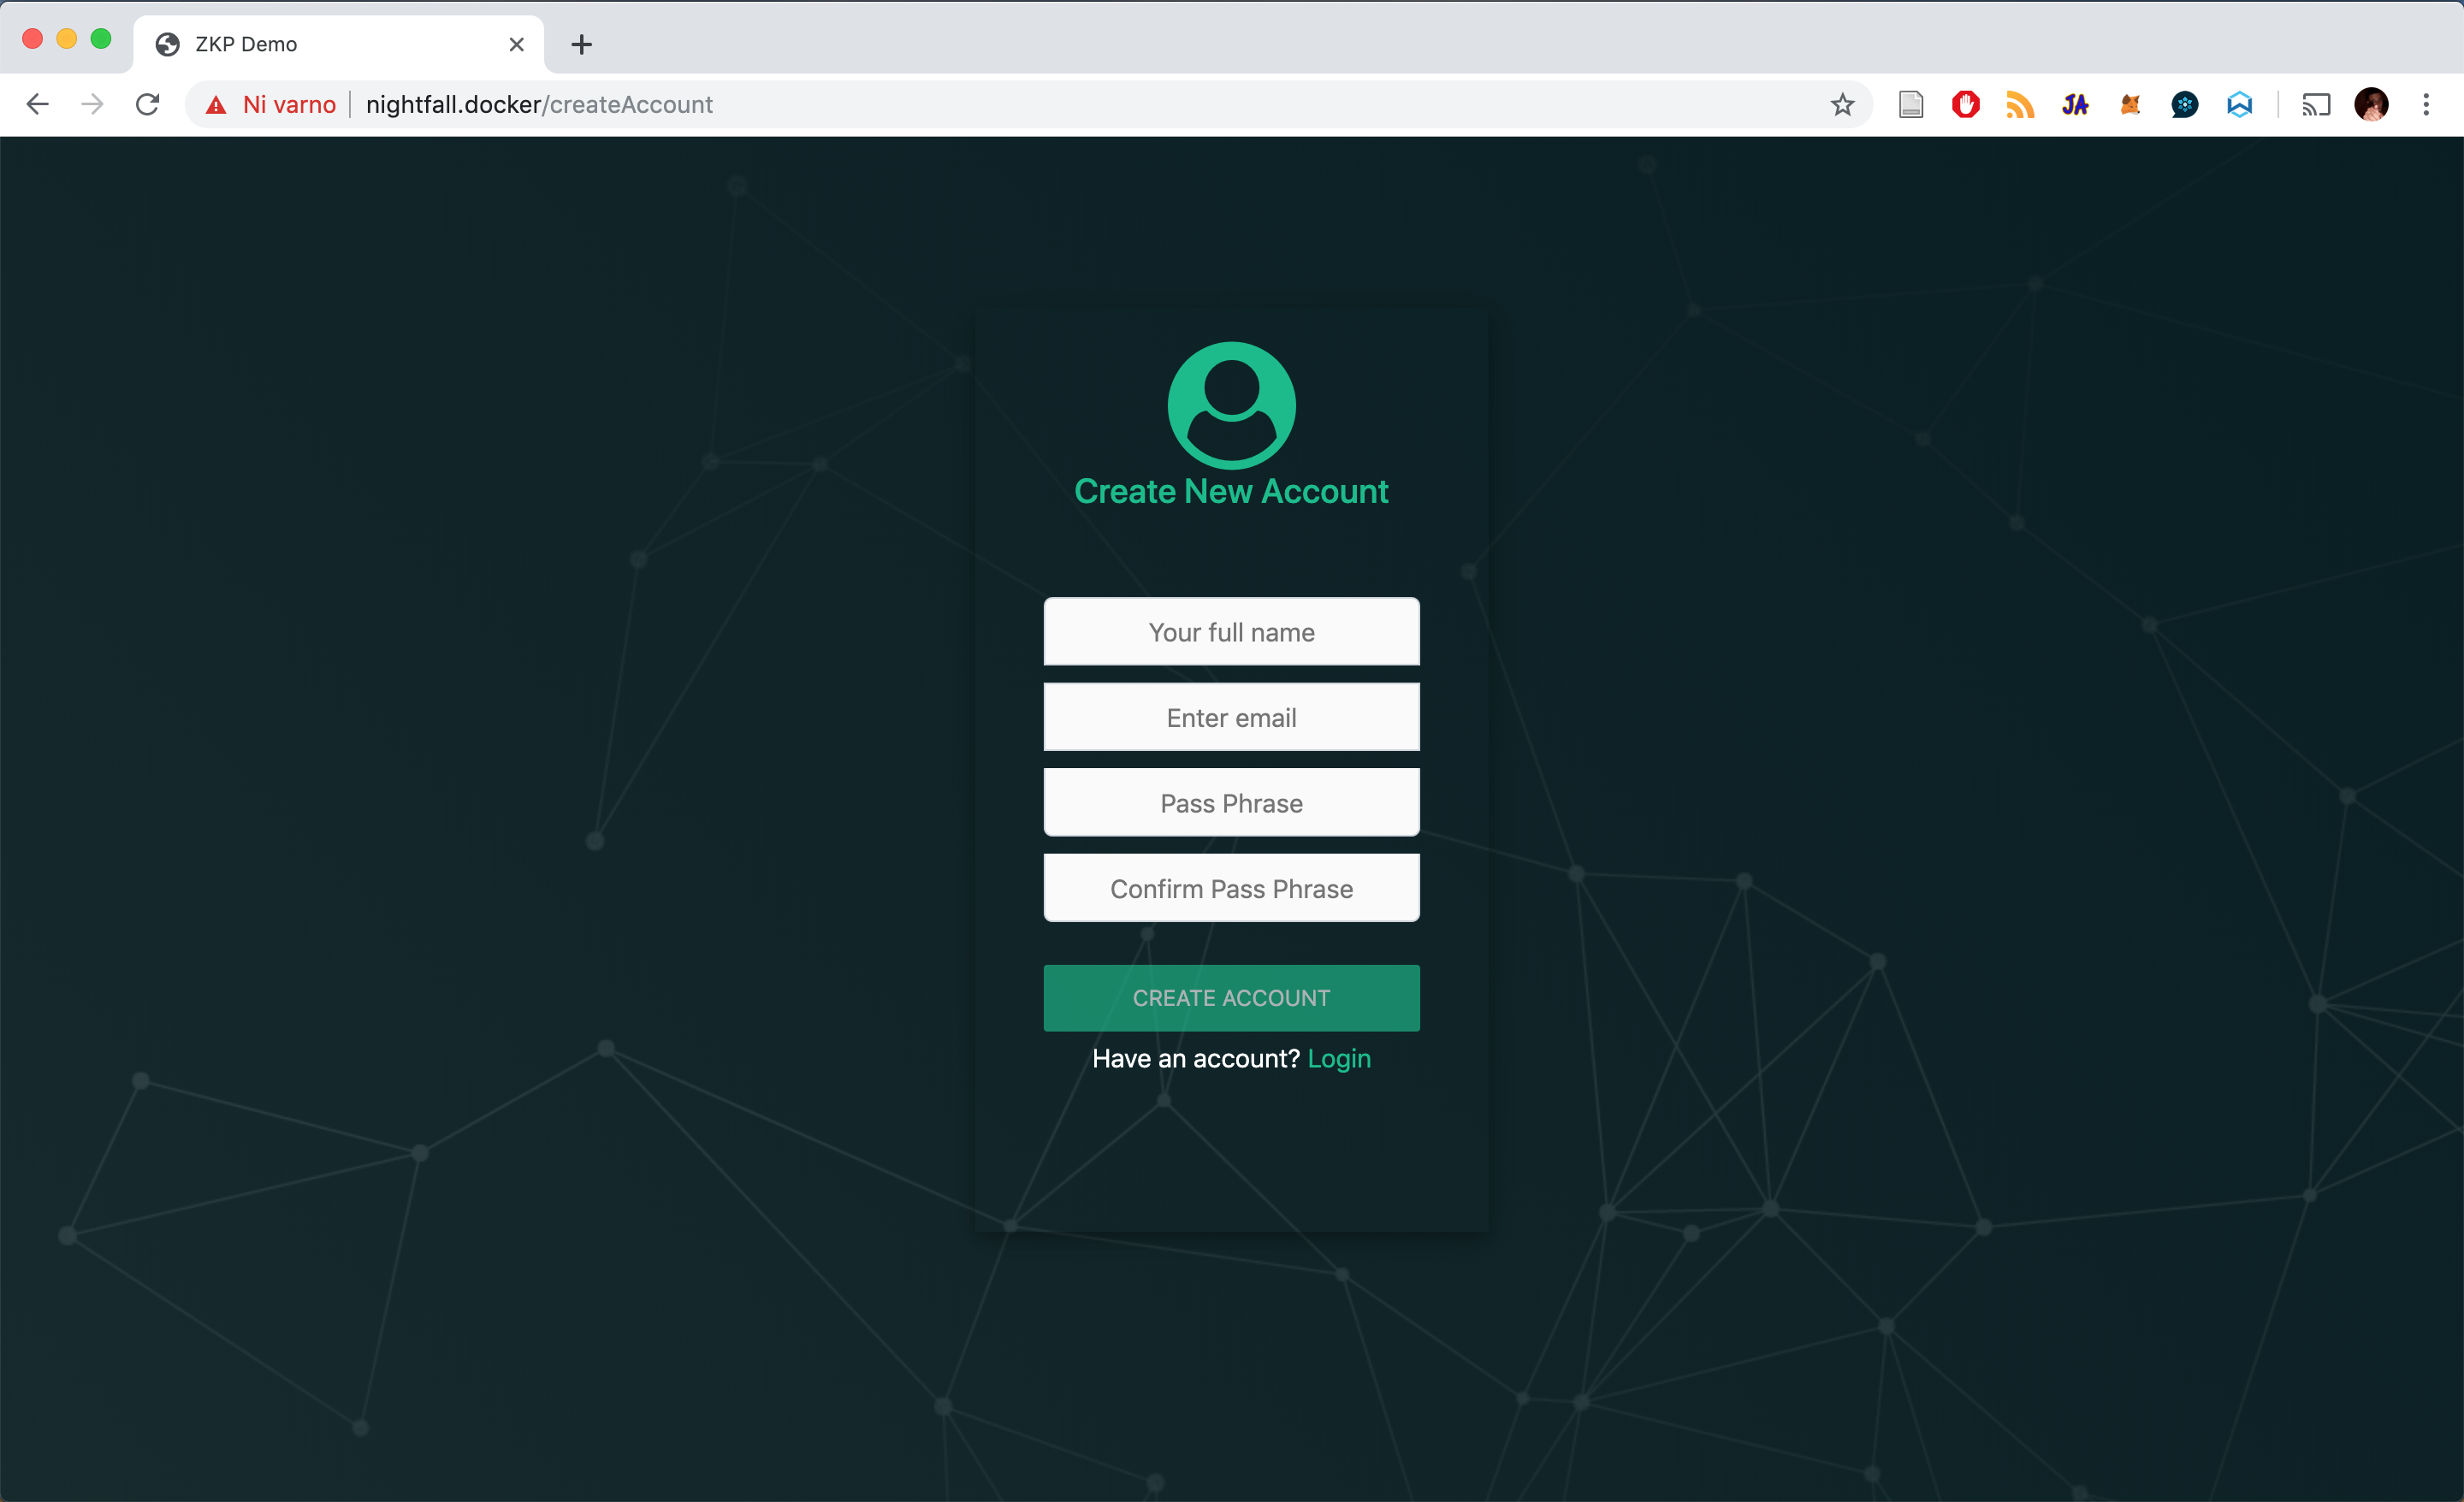 ZKP Demo
Ni varno nightfall.docker/createAccount
JA
Create New Account
Your full name
Enter email
Pass Phrase
Confirm Pass Phrase
CREATE ACCOUNT
Have an account? Login